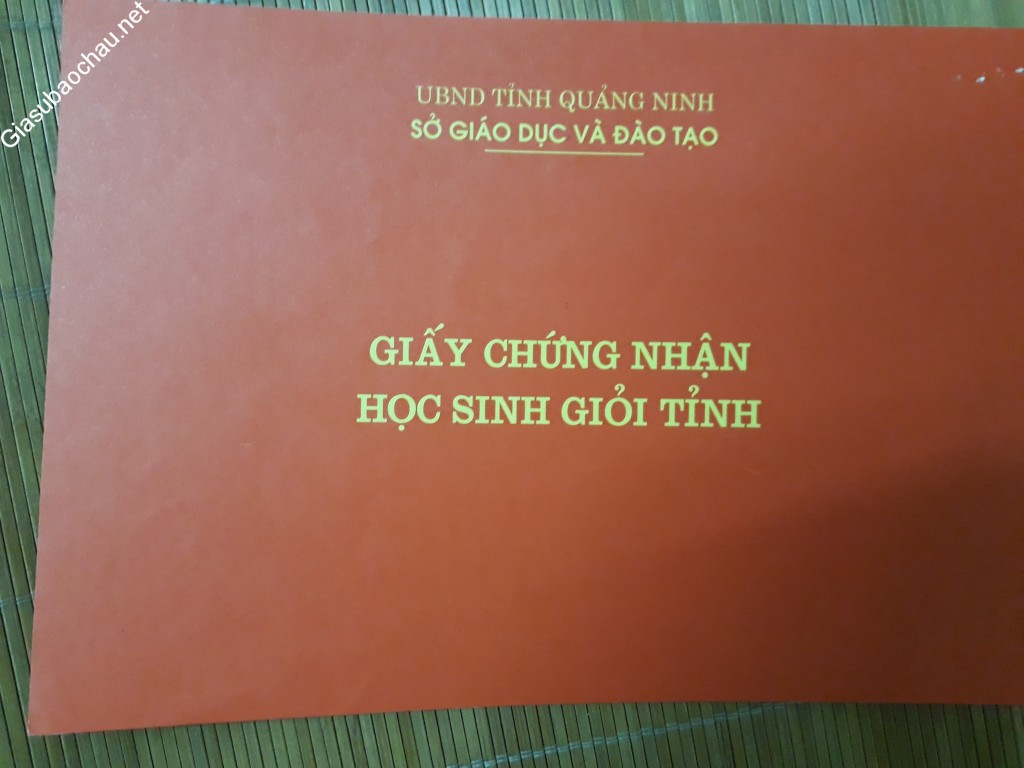 Giasubaochau.net
UBND TỈNH QUẢNG NINH
SỞ GIÁO DỤC VÀ ĐÀO TẠO
GIẤY CHỨNG NHẬN
HỌC SINH GIỎI TỈNH